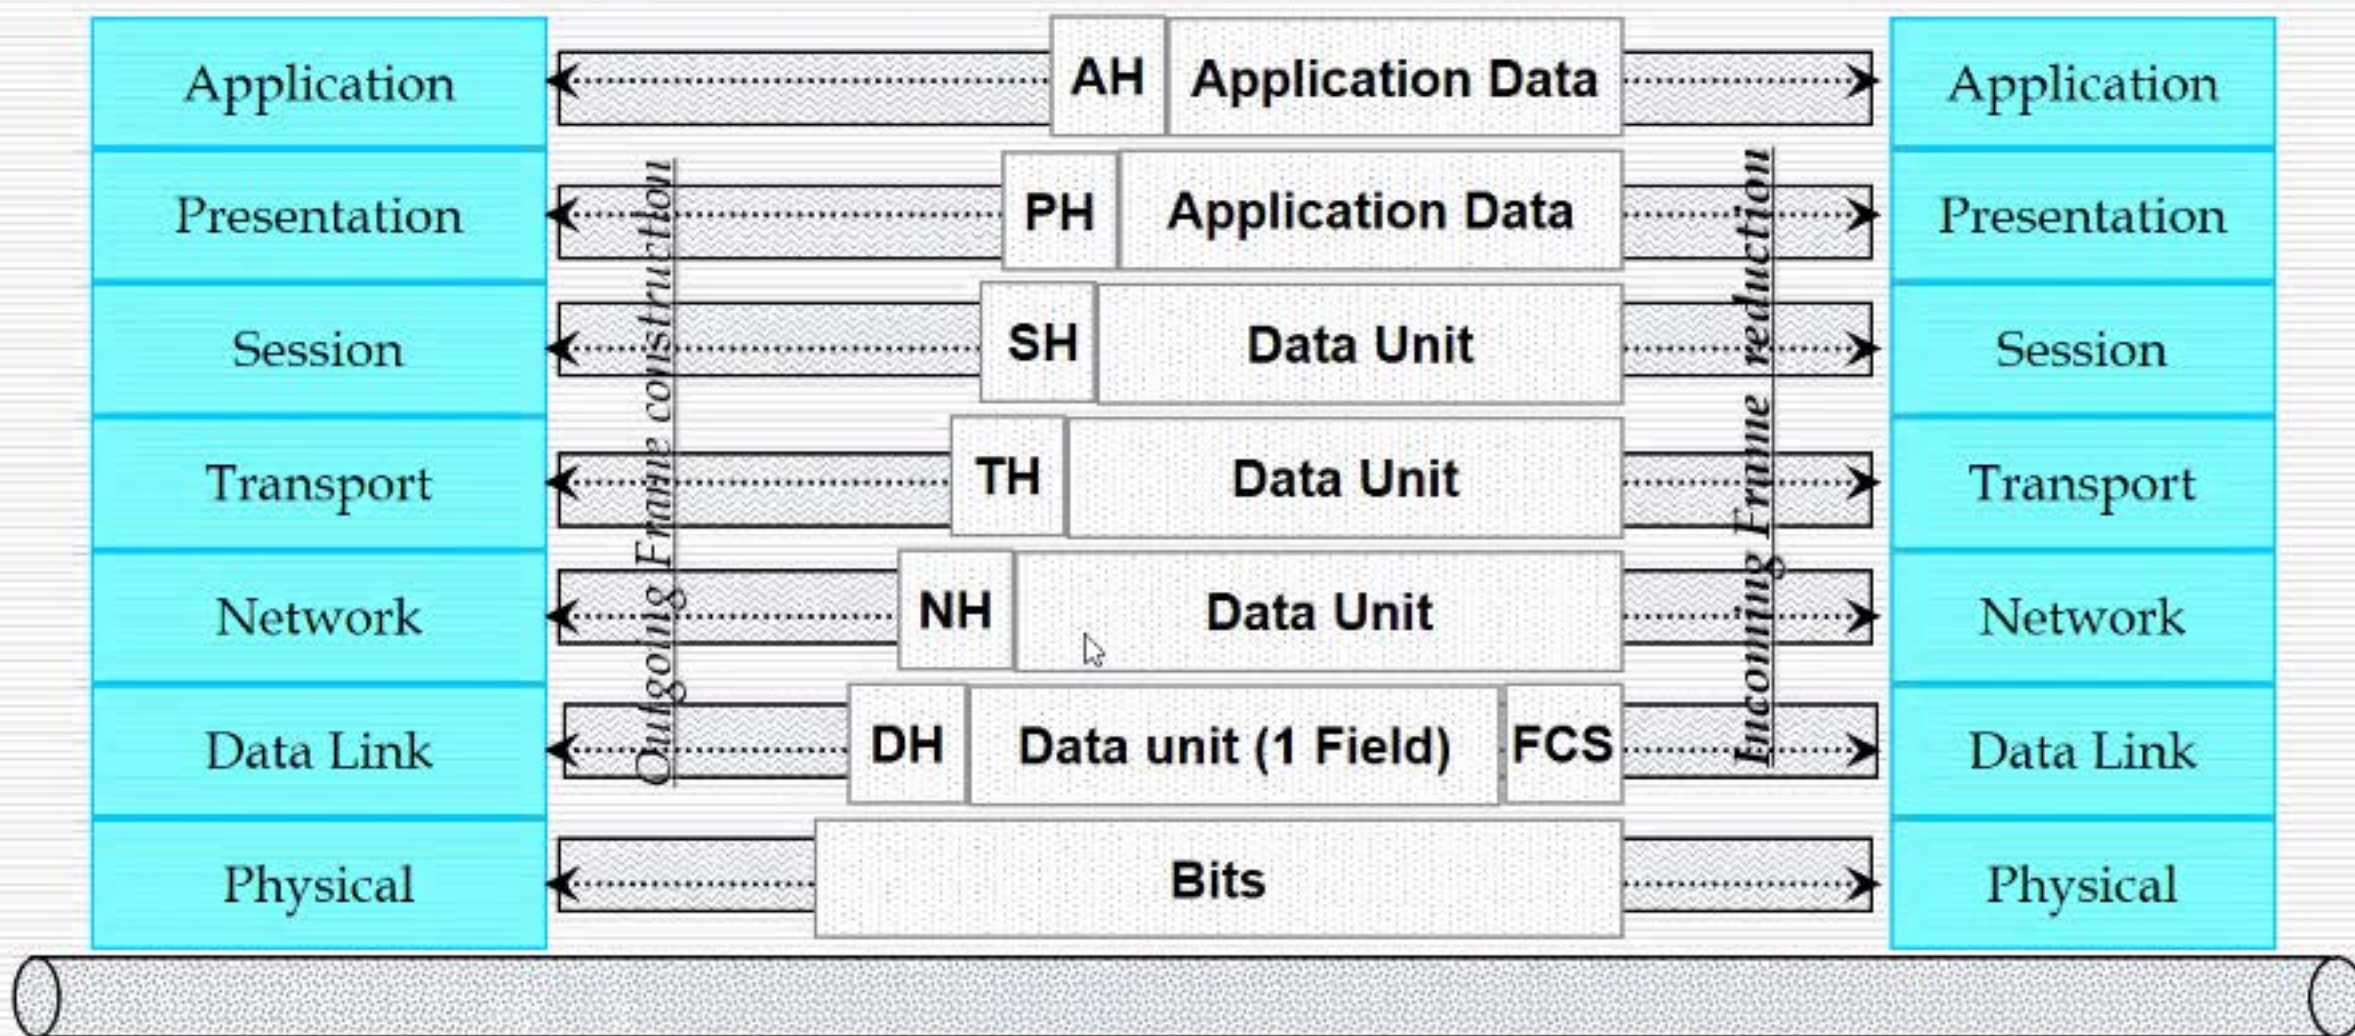 Application
AH
Application Data
Application
Presentation
PH
Application Data
Presentation
Session
SH
Data Unit
Session
Transport
TH
Data Unit
Transport
Network
NH
Data Unit
Network
Data Link
DH
Data unit (1 Field)
FCS
Data Link
Physical
Bits
Physical
Outgoing Frame construction
Incoming Frame reduction